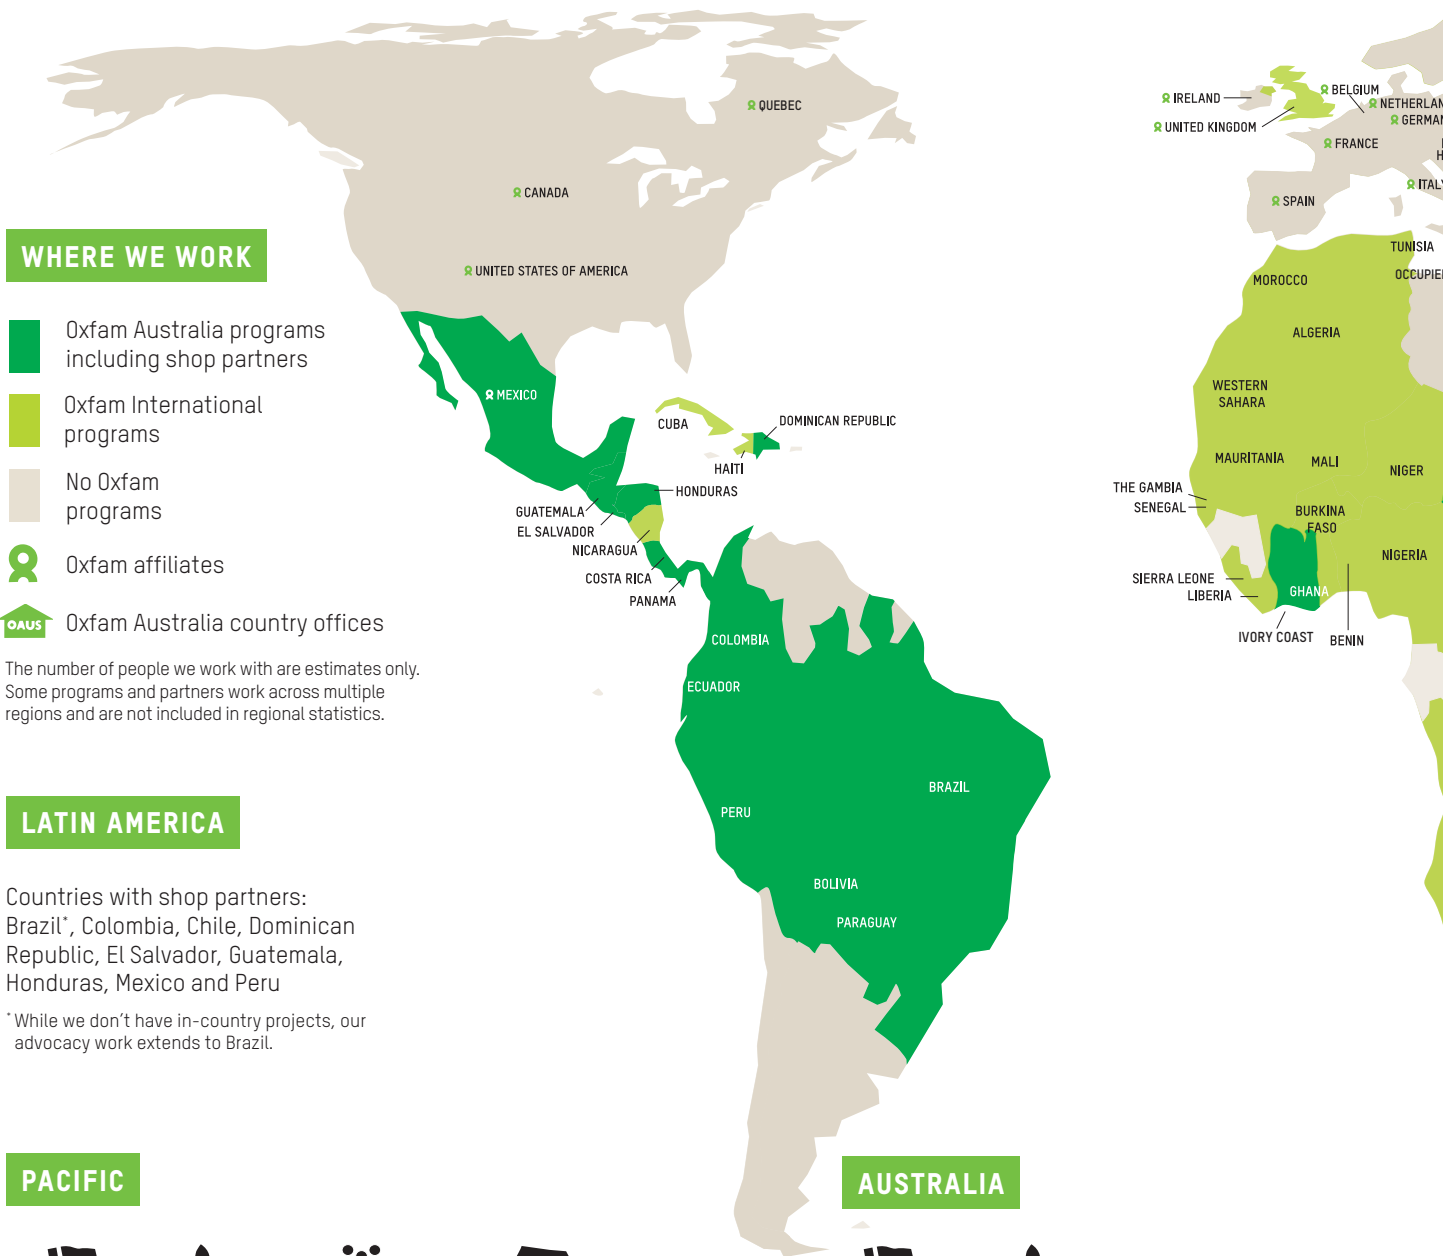 QUEBEC
CANADA
UNITED STATES OF AMERICA
IRELAND
UNITED KINGDOM
BELGIUM
FRANCE
SPAIN
WHERE WE WORK
Oxfam Australia programs
including shop partners
Oxfam International
programs
No Oxfam
programs
Oxfam affiliates
OAUS
Oxfam Australia country offices
The number of people we work with are estimates only.
Some programs and partners work across multiple
regions and are not included in regional statistics.
MEXICO
CUBA
DOMINICAN REPUBLIC
HAITI
HONDURAS
GUATEMALA
EL SALVADOR
NICARAGUA
COSTA RICA
PANAMA
COLOMBIA
ECUADOR
BRAZIL
PERU
BOLIVIA
PARAGUAY
TUNISIA
MOROCCO
ALGERIA
WESTERN
SAHARA
MAURITANIA
MALI
NIGER
THE GAMBIA
SENEGAL
BURKINA
FASO
NIGERIA
SIERRA LEONE
LIBERIA
GHANA
IVORY COAST
BENIN
LATIN AMERICA
Countries with shop partners:
Brazil*, Colombia, Chile, Dominican
Republic, El Salvador, Guatemala,
Honduras, Mexico and Peru
* While we don't have in-country projects, our
advocacy work extends to Brazil.
PACIFIC
AUSTRALIA